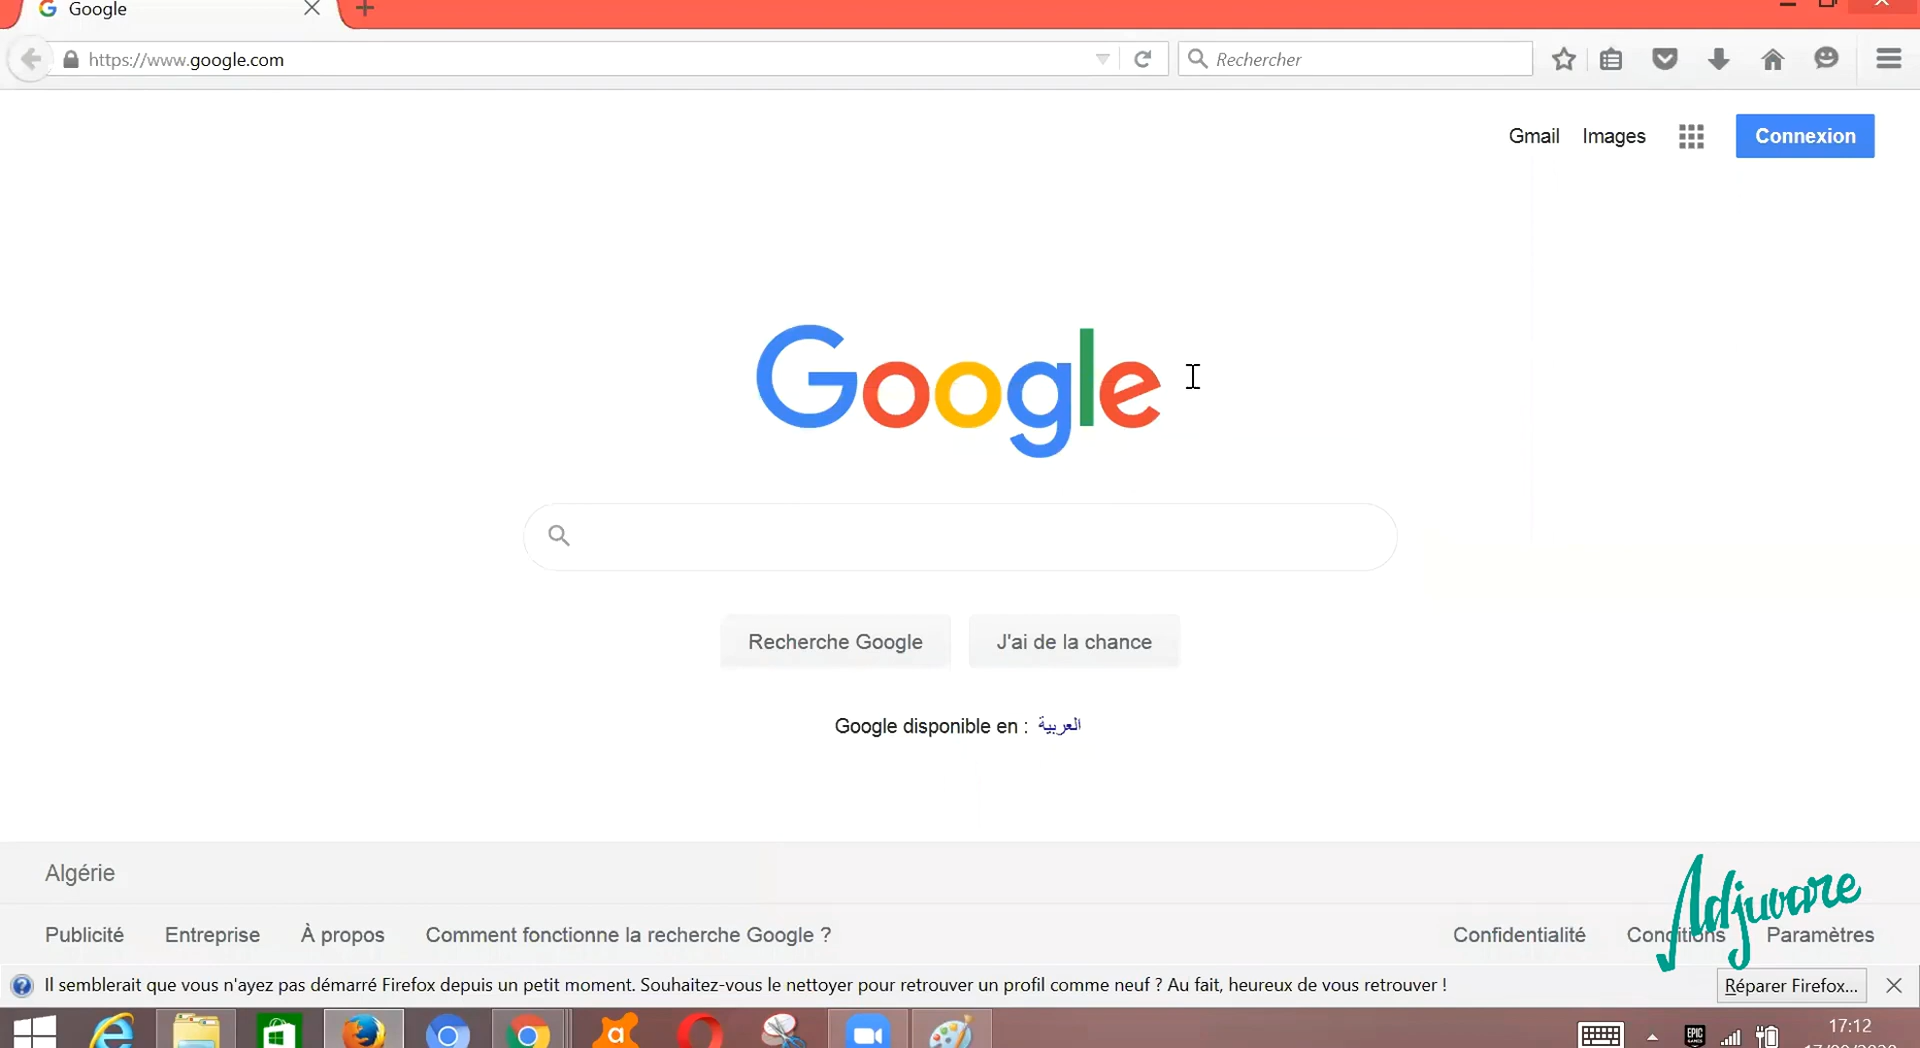 Google
https://www.google.com
Rechercher
Gmail Images Connexion
Google
Recherche Google J'ai de la chance
Google disponible en : العربية
Algérie
Publicité Entreprise À propos Comment fonctionne la recherche Google ? Confidentialité Conditions Paramètres
Adjuware
Il semblerait que vous n'ayez pas démarré Firefox depuis un petit moment. Souhaitez-vous le nettoyer pour retrouver un profil comme neuf ? Au fait, heureux de vous retrouver ! Réparer Firefox...
EPIC GAMES
17:12